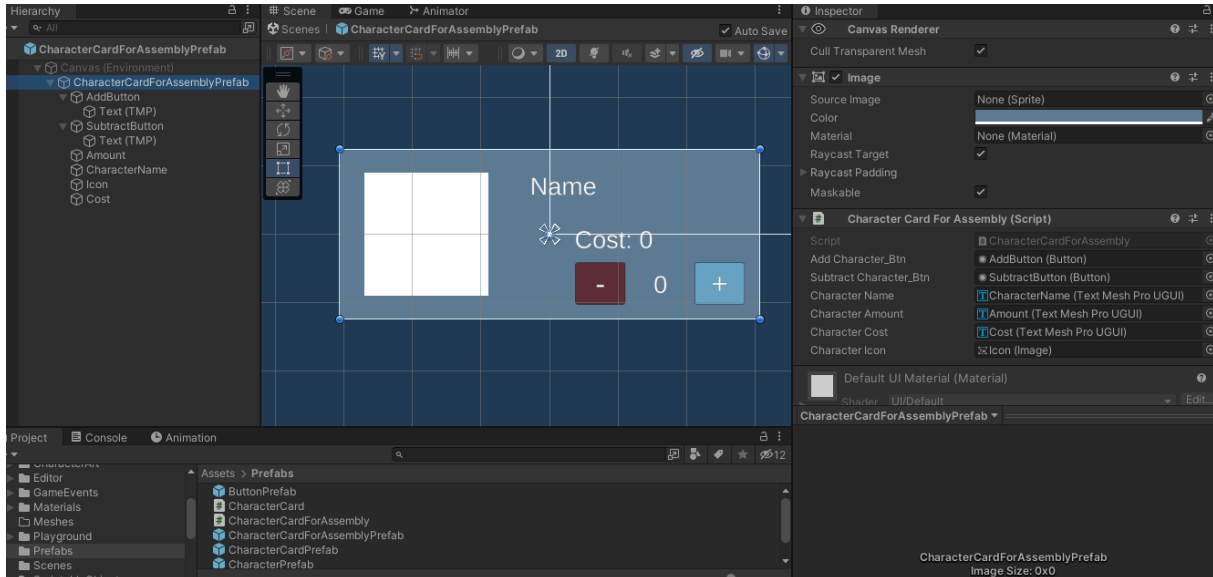 Hierarchy
All
CharacterCardForAssemblyPrefab
Canvas (Environment)
CharacterCardForAssemblyPrefab
AddButton
Text (TMP)
SubtractButton
Text (TMP)
Amount
CharacterName
Icon
Cost
# Scene
Game
Animator
Scenes
CharacterCardForAssemblyPrefab
Auto Save
2D
Name
Cost: 0
-
0
+
Inspector
Canvas Renderer
Cull Transparent Mesh
Image
Source Image
None (Sprite)
Color
Material
None (Material)
Raycast Target
Raycast Padding
Maskable
# Character Card For Assembly (Script)
Script
CharacterCardForAssembly
Add Character_Btn
AddButton (Button)
Subtract Character_Btn
SubtractButton (Button)
Character Name
CharacterName (Text Mesh Pro UGUI)
Character Amount
Amount (Text Mesh Pro UGUI)
Character Cost
Cost (Text Mesh Pro UGUI)
Character Icon
Icon (Image)
Default UI Material (Material)
Shader UI/Default
Edit...
CharacterCardForAssemblyPrefab
CharacterCardForAssemblyPrefab
Image Size: 0x0
Project
Console
Animation
12
CharacterArt
Editor
GameEvents
Materials
Meshes
Playground
Prefabs
Scenes
Assets > Prefabs
ButtonPrefab
CharacterCard
CharacterCardForAssembly
CharacterCardForAssemblyPrefab
CharacterCardPrefab
CharacterPrefab